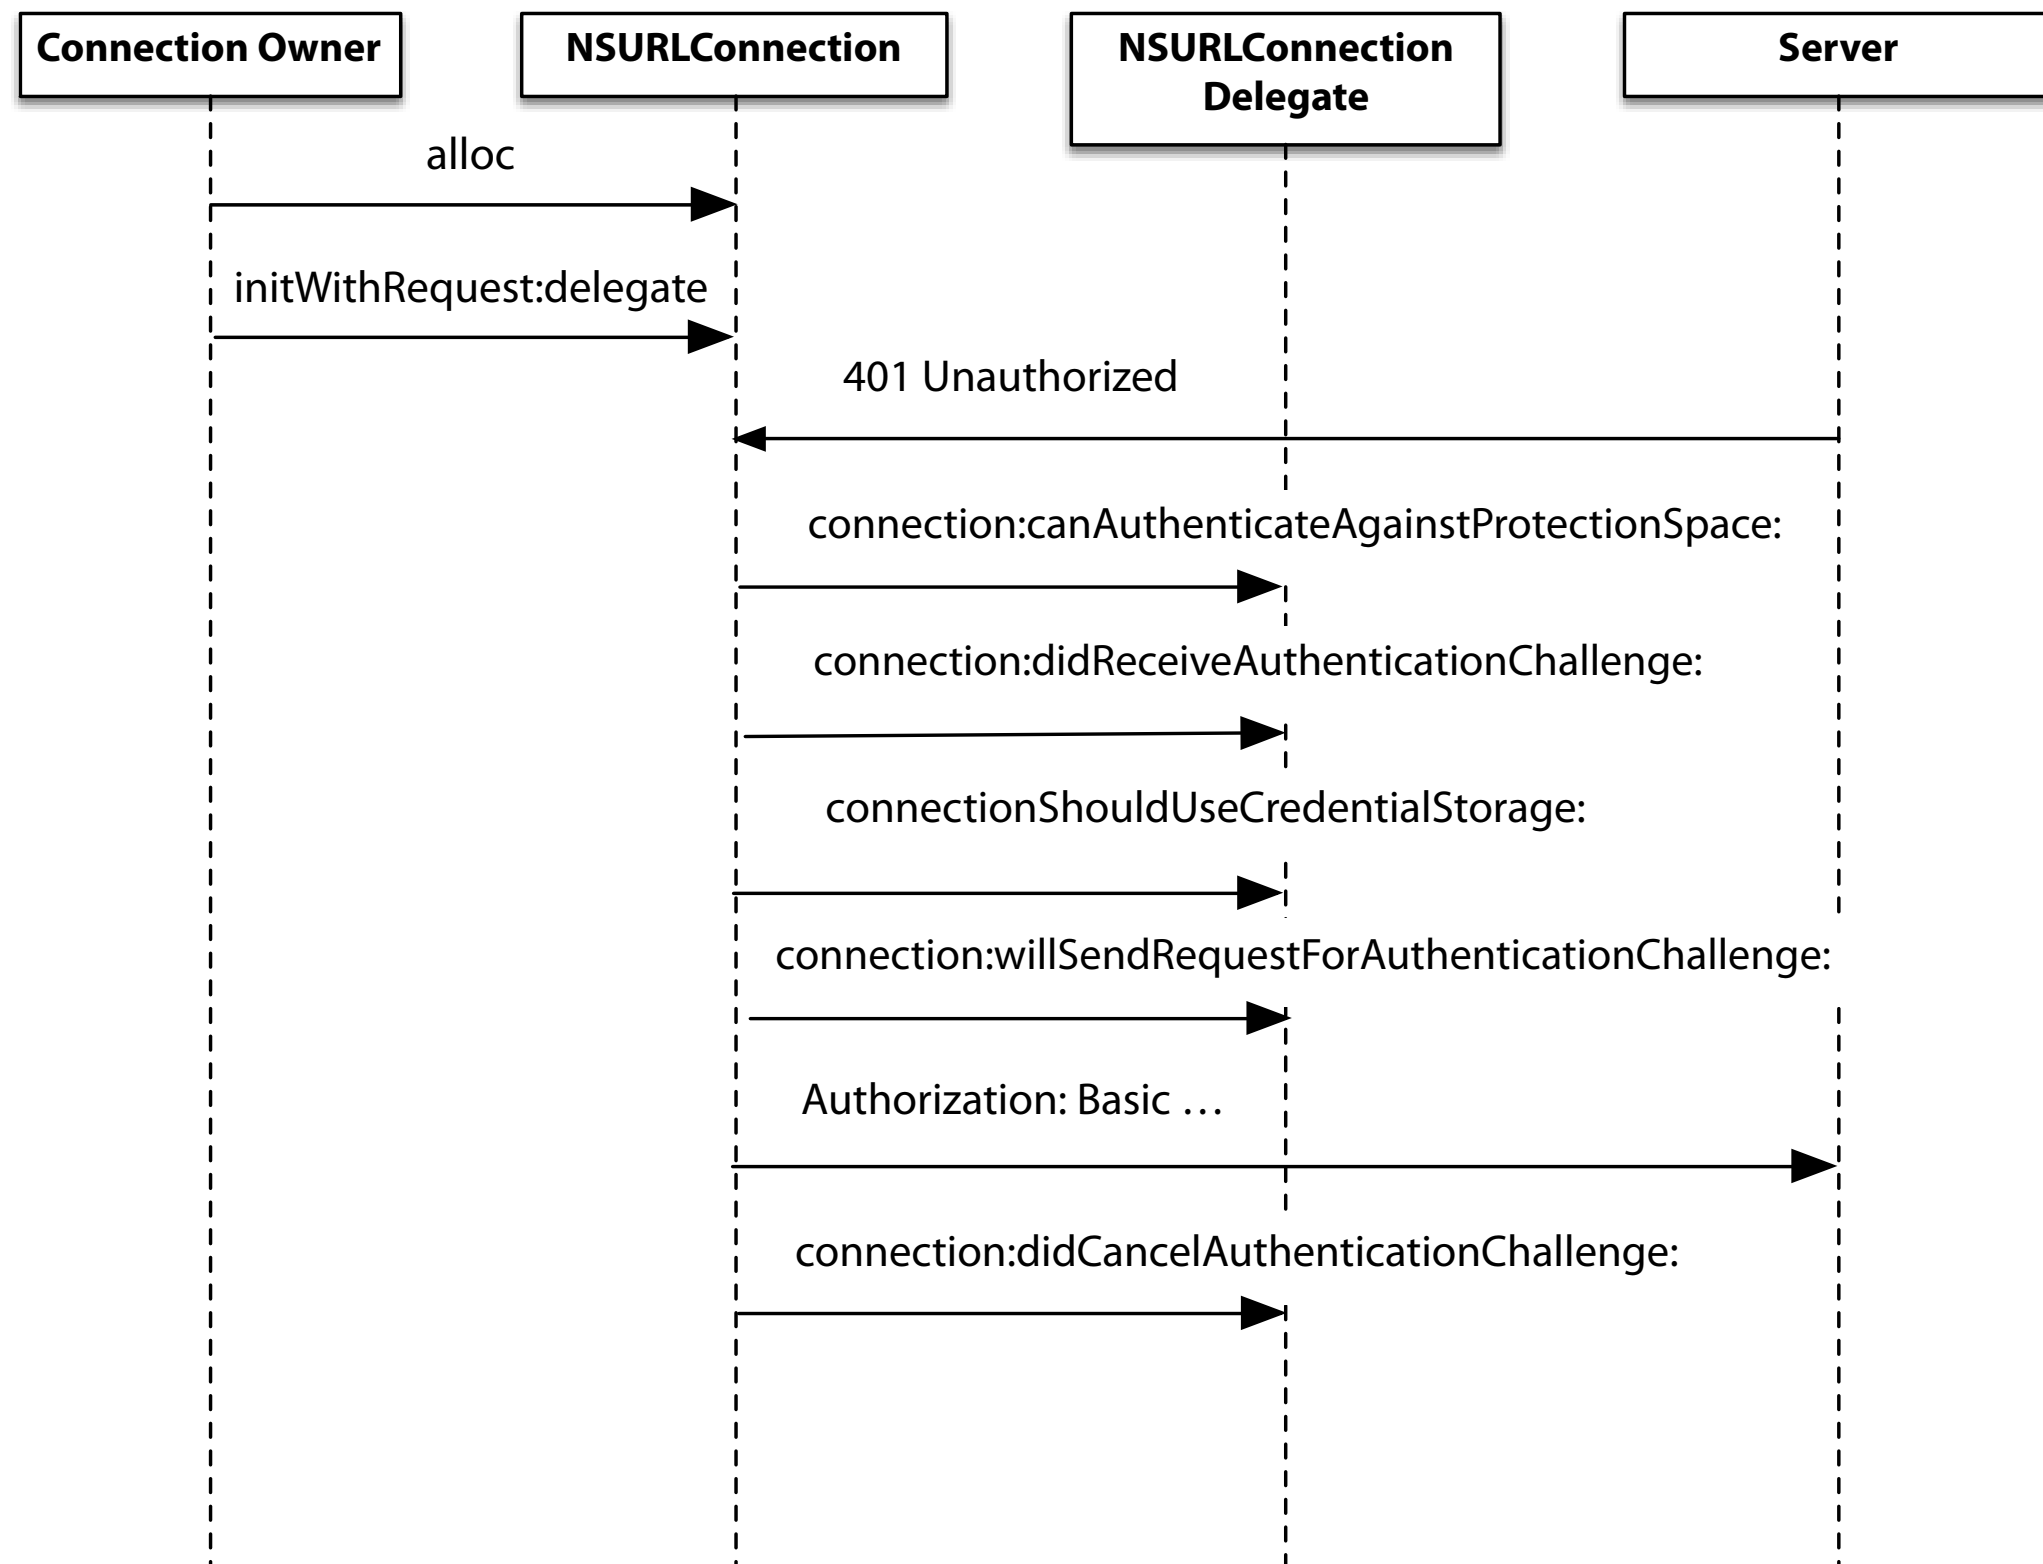 Connection Owner
NSURLConnection
NSURLConnection
Delegate
Server
alloc
initWithRequest:delegate
401 Unauthorized
connection:canAuthenticateAgainstProtectionSpace:
connection:didReceiveAuthenticationChallenge:
connectionShouldUseCredentialStorage:
connection:willSendRequestForAuthenticationChallenge:
Authorization: Basic …
connection:didCancelAuthenticationChallenge: